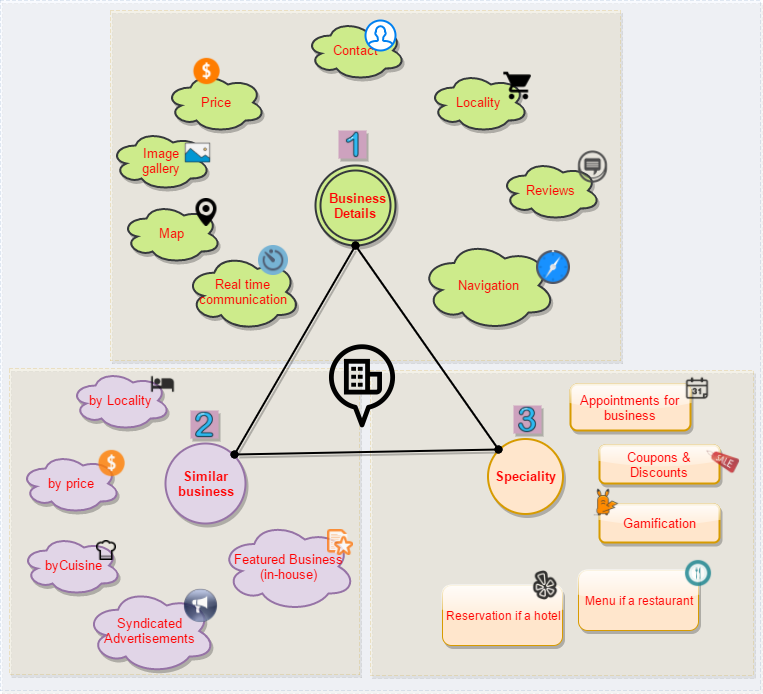 Contact
Price
Locality
1
Image
gallery
Reviews
Business
Details
Map
Real time
communication
Navigation
by Locality
2
3
31
Appointments for
business
Coupons &
Discounts
SALE
by price
Similar
business
Speciality
Gamification
byCuisine
Featured Business
(in-house)
Syndicated
Advertisements
Reservation if a hotel
Menu if a restaurant